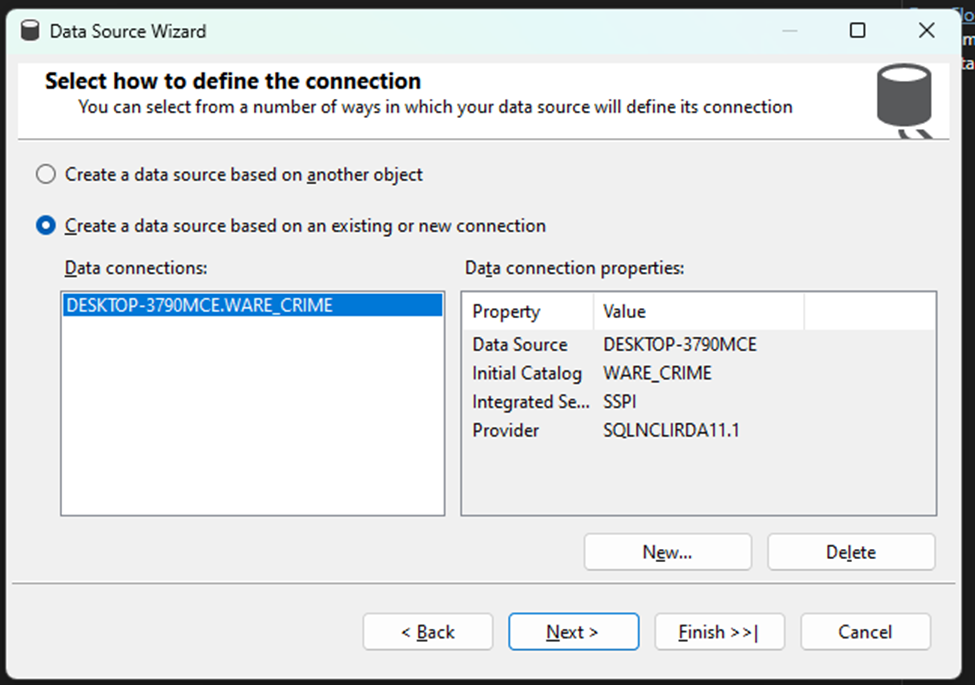 Data Source Wizard
Select how to define the connection
You can select from a number of ways in which your data source will define its connection
Create a data source based on another object
Create a data source based on an existing or new connection
Data connections:
Data connection properties:
DESKTOP-3790MCE.WARE_CRIME
Property Value
Data Source DESKTOP-3790MCE
Initial Catalog WARE_CRIME
Integrated Se... SSPI
Provider SQLNCLIRDA11.1
New... Delete
< Back Next > Finish >>| Cancel